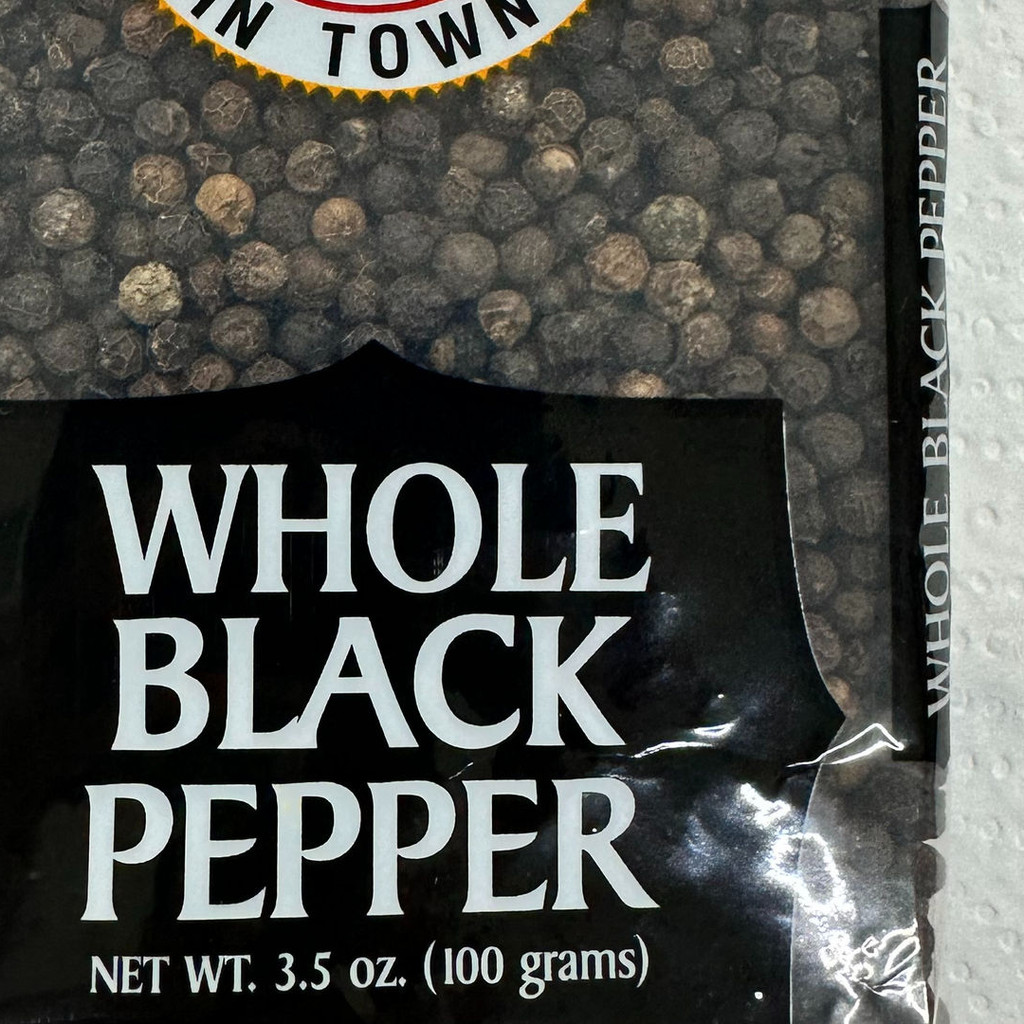 IN TOWN
WHOLE
BLACK
PEPPER
NET WT. 3.5 oz. (100 grams)
WHOLE BLACK PEPPER